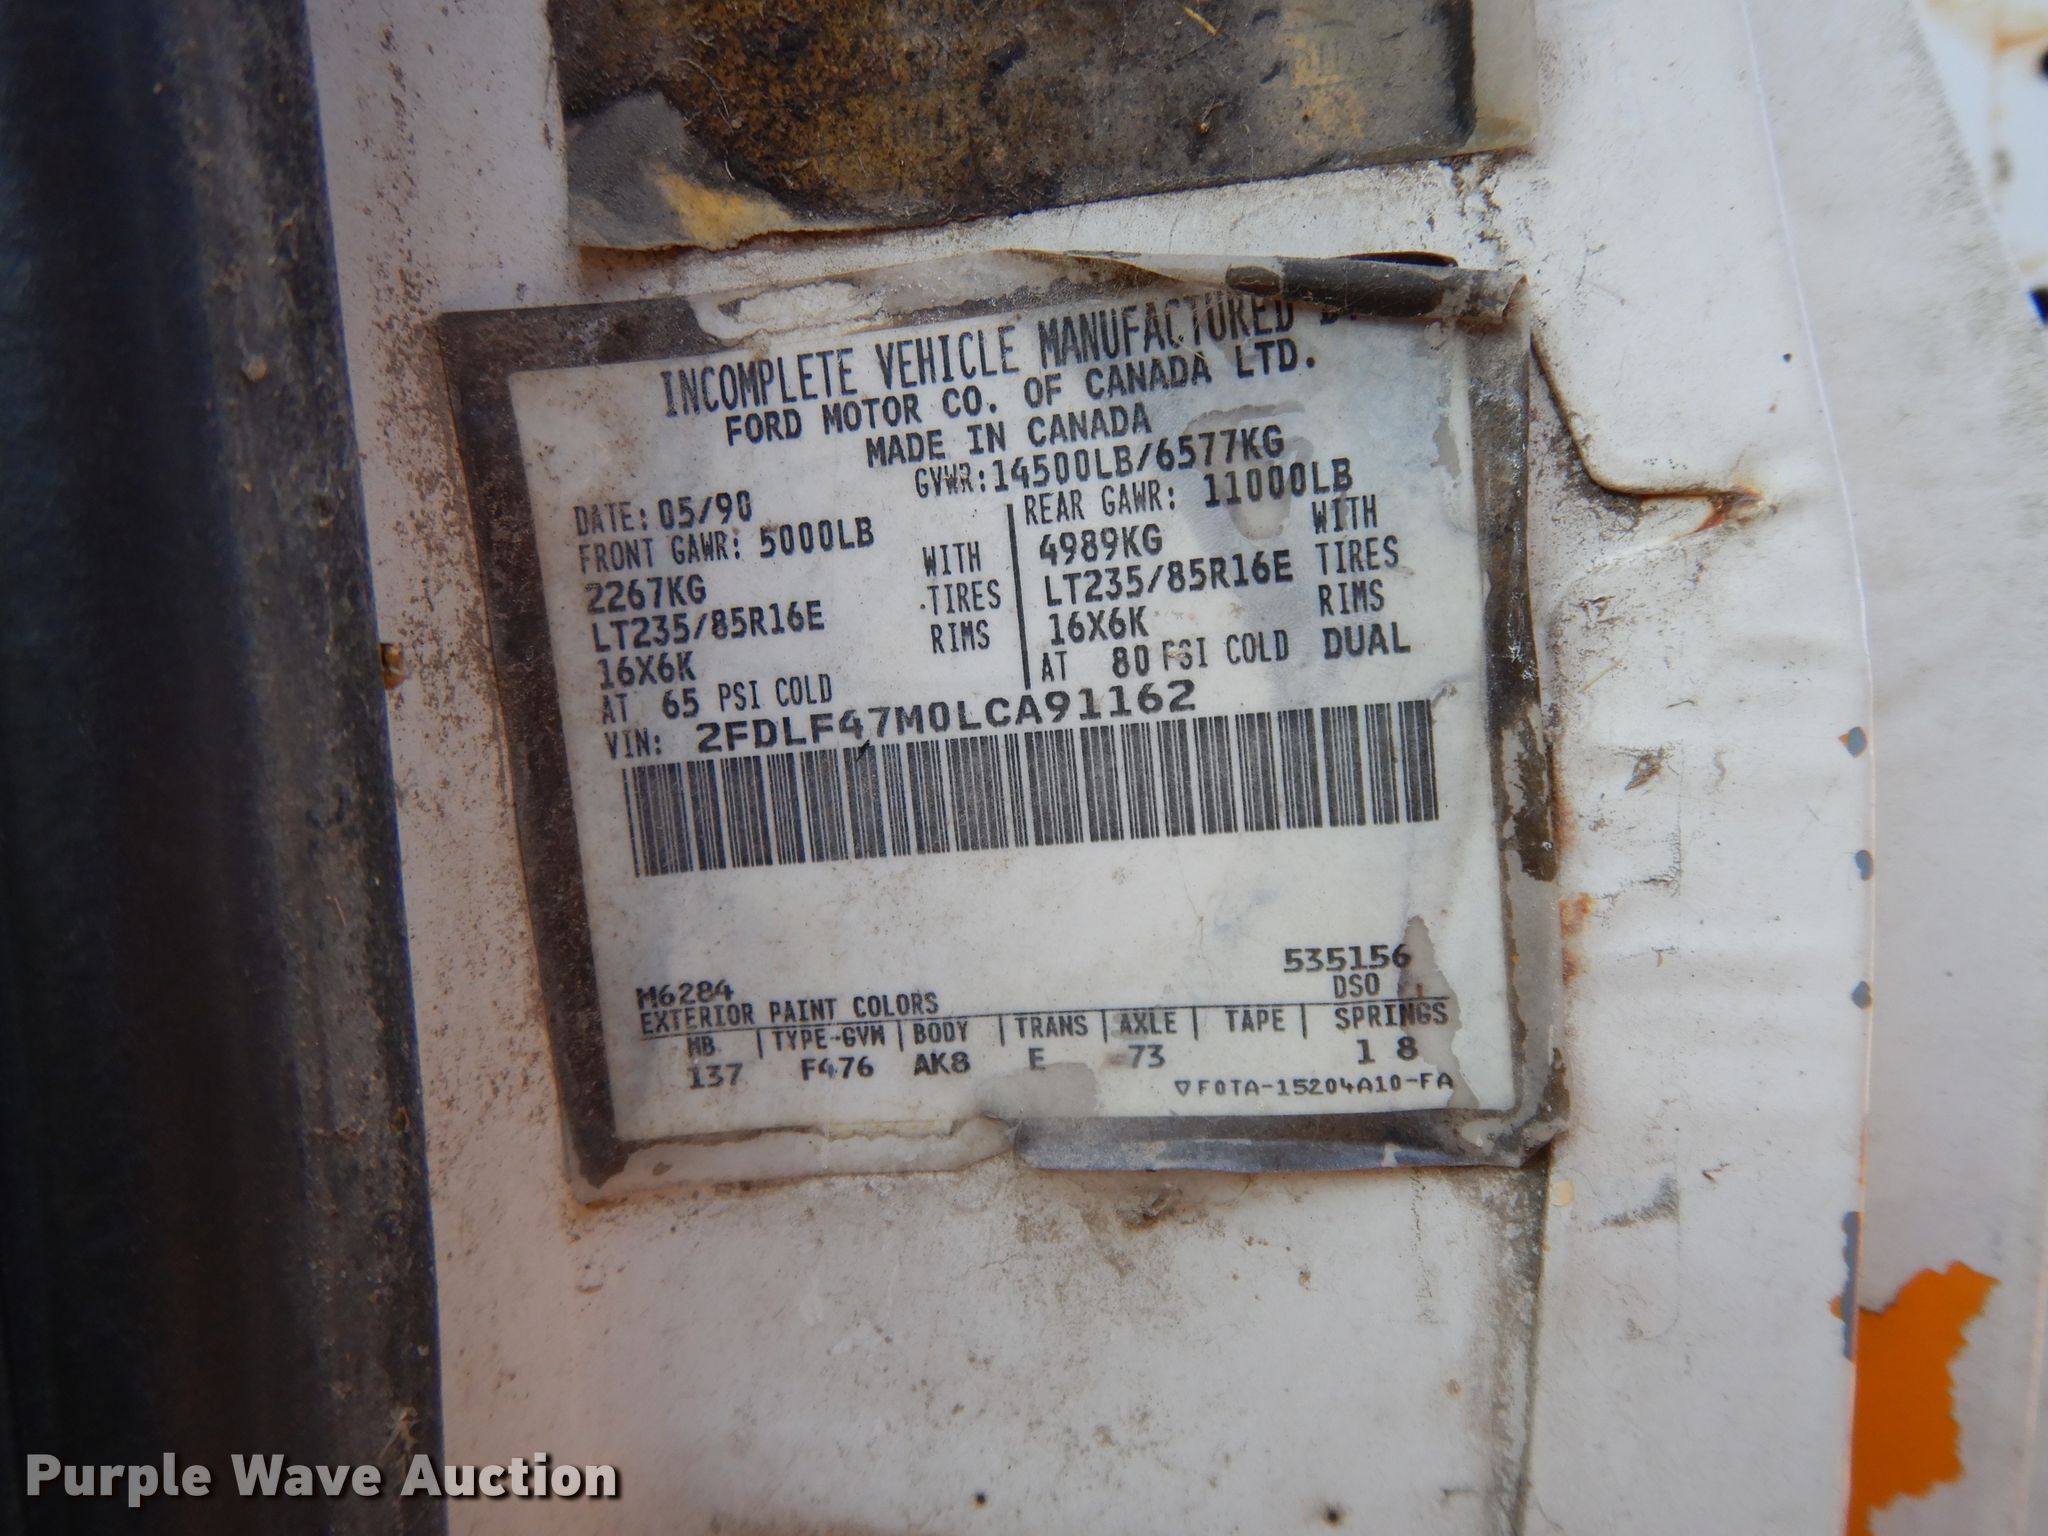 INCOMPLETE VEHICLE MANUFACTURED BY
FORD MOTOR CO. OF CANADA LTD.
MADE IN CANADA
GVWR: 14500LB/6577KG
DATE: 05/90
FRONT GAWR: 5000LB
2267KG WITH
LT235/85R16E TIRES
16X6K RIMS
AT 65 PSI COLD
REAR GAWR: 11000LB
4989KG WITH
LT235/85R16E TIRES
16X6K RIMS
AT 80 PSI COLD DUAL
VIN: 2FDLF47M0LCA91162
535156
M6284 DSO
EXTERIOR PAINT COLORS
WB | TYPE-GVW | BODY | TRANS | AXLE | TAPE | SPRINGS
137 F476 AK8 E 73 1 8
▽F0TA-15204A10-FA
Purple Wave Auction